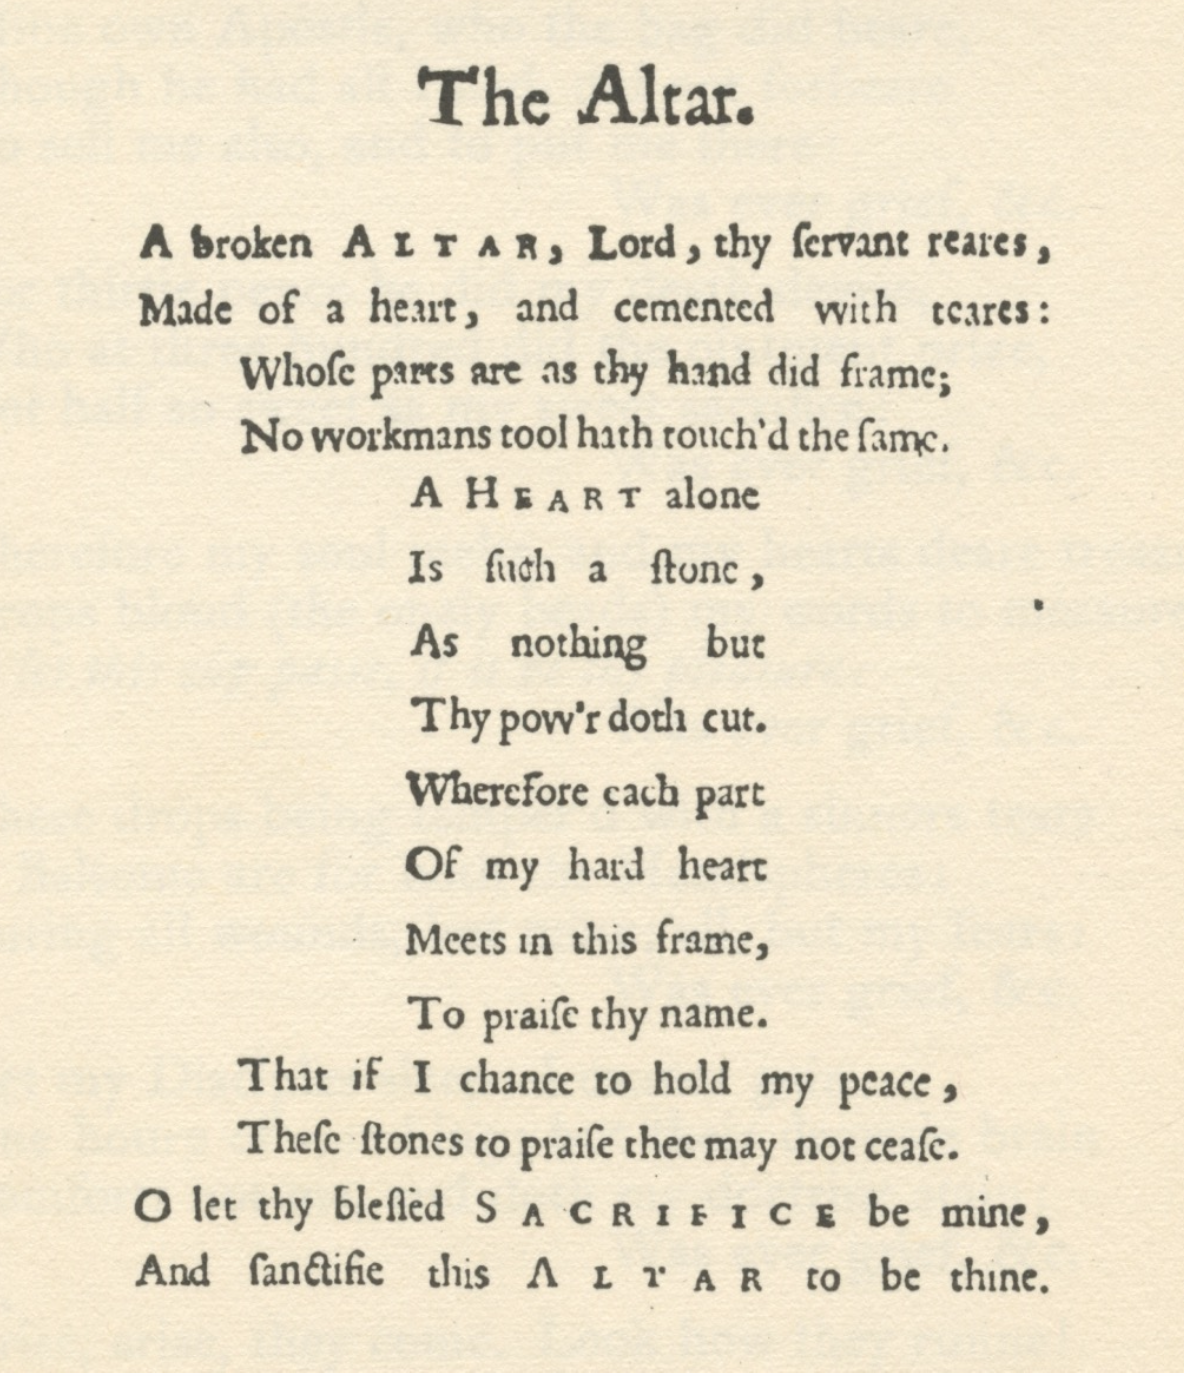 The Altar.
A broken ALTAR, Lord, thy ſervant reares,
Made of a heart, and cemented with teares:
Whoſe parts are as thy hand did frame;
No workmans tool hath touch'd the ſame.
A HEART alone
Is ſuch a ſtone,
As nothing but
Thy pow'r doth cut.
Wherefore each part
Of my hard heart
Meets in this frame,
To praiſe thy name.
That if I chance to hold my peace,
Theſe ſtones to praiſe thee may not ceaſe.
O let thy bleſſed SACRIFICE be mine,
And ſanctifie this ALTAR to be thine.